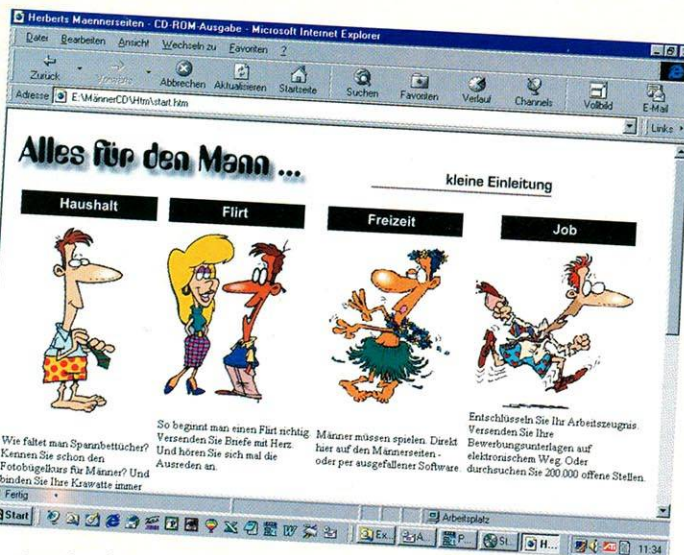 Herberts Maennerseiten - CD-ROM-Ausgabe - Microsoft Internet Explorer
Datei Bearbeiten Ansicht Wechseln zu Favoriten ?
Zurück Vorwärts Abbrechen Aktualisieren Startseite Suchen Favoriten Verlauf Channels Vollbild E-Mail
Adresse E:\MännerCD\Htm\start.htm Links
Alles für den Mann ...
kleine Einleitung
Haushalt
Flirt
Freizeit
Job
Wie faltet man Spannbettücher?
Kennen Sie schon den
Fotobügelkurs für Männer? Und
binden Sie Ihre Krawatte immer
So beginnt man einen Flirt richtig.
Versenden Sie Briefe mit Herz.
Und hören Sie sich mal die
Ausreden an.
Männer müssen spielen. Direkt
hier auf den Männerseiten -
oder per ausgefallener Software.
Entschlüsseln Sie Ihr Arbeitszeugnis.
Versenden Sie Ihre
Bewerbungsunterlagen auf
elektronischem Weg. Oder
durchsuchen Sie 200.000 offene Stellen.
Fertig Arbeitsplatz
Start Ex... A... P... St... H... 11:34